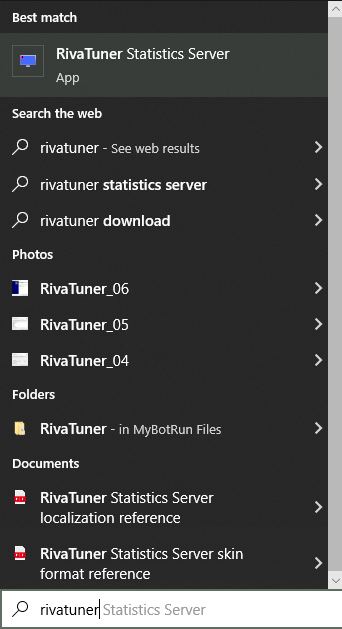 Best match
RivaTuner Statistics Server
App
Search the web
rivatuner - See web results
rivatuner statistics server
rivatuner download
Photos
RivaTuner_06
RivaTuner_05
RivaTuner_04
Folders
RivaTuner - in MyBotRun Files
Documents
RivaTuner Statistics Server
localization reference
RivaTuner Statistics Server skin
format reference
rivatuner Statistics Server